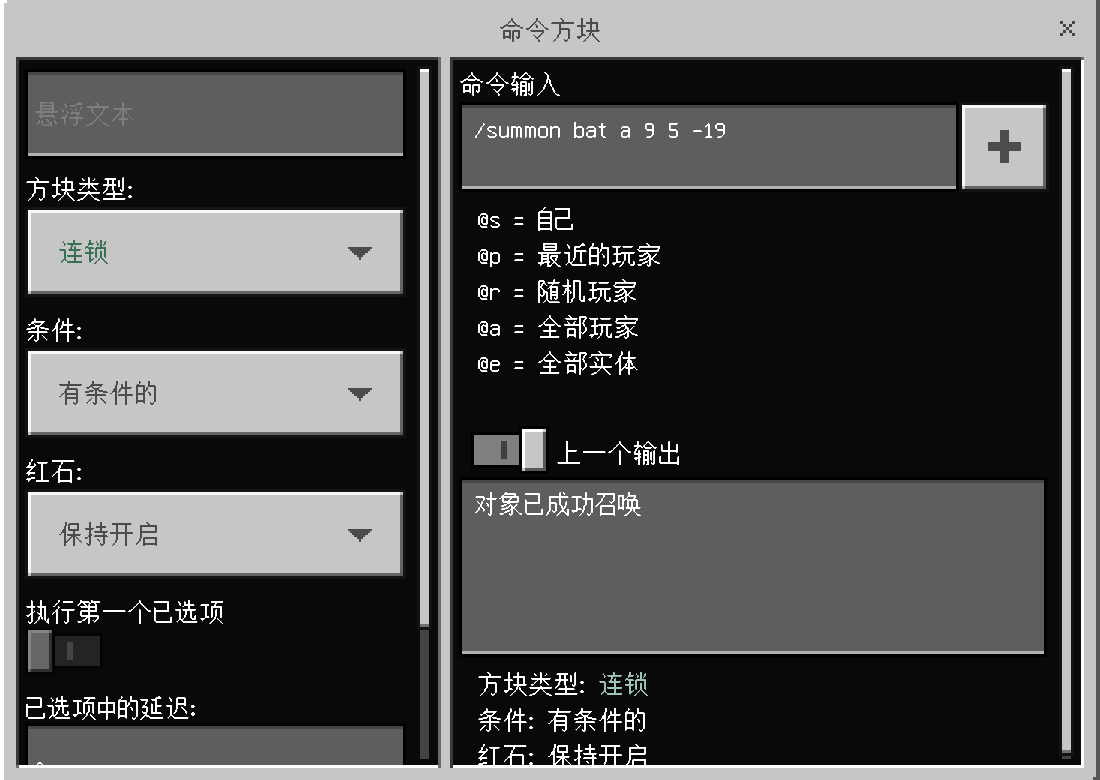 命令方块
悬浮文本
方块类型:
连锁
条件:
有条件的
红石:
保持开启
执行第一个已选项
已选项中的延迟:
命令输入
/summon bat a 9 5 -19
@s = 自己
@p = 最近的玩家
@r = 随机玩家
@a = 全部玩家
@e = 全部实体
上一个输出
对象已成功召唤
方块类型: 连锁
条件: 有条件的
红石: 保持开启